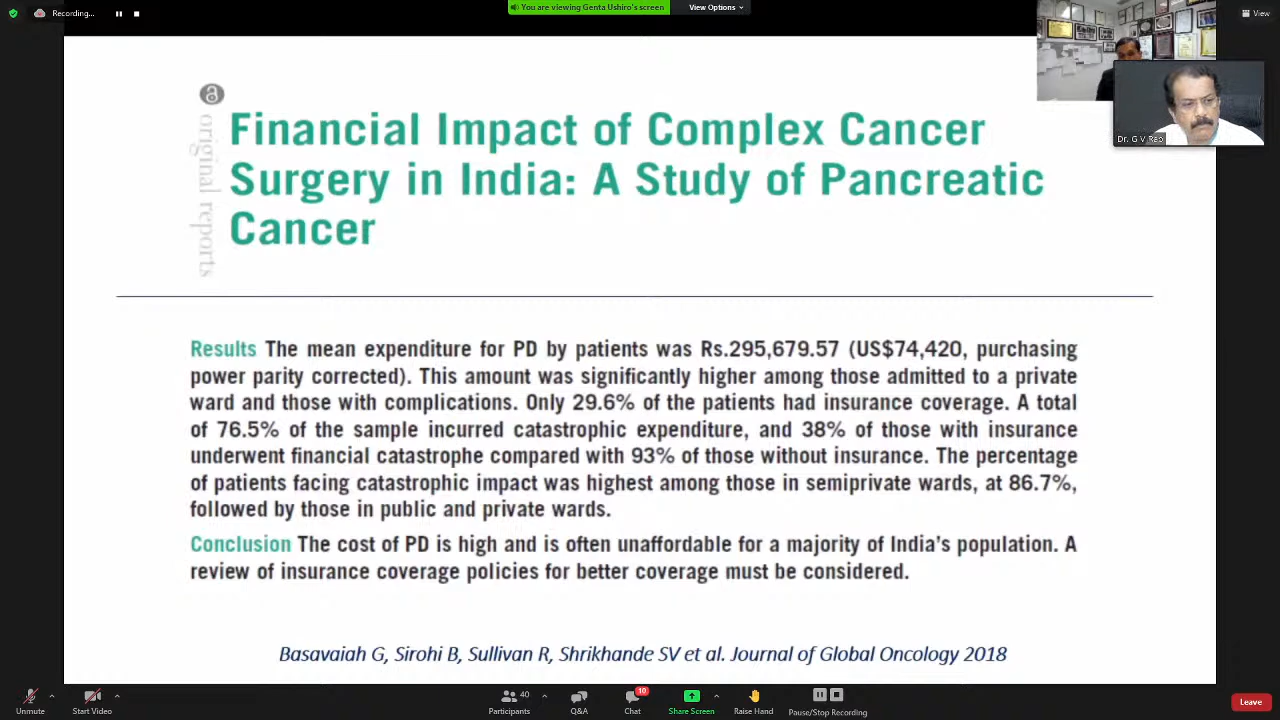 Recording...
You are viewing Genta Ushiro's screen
View Options
View
a
original reports
Financial Impact of Complex Cancer
Surgery in India: A Study of Pancreatic
Cancer
Dr. G V Rao
Results The mean expenditure for PD by patients was Rs.295,679.57 (US$74,420, purchasing
power parity corrected). This amount was significantly higher among those admitted to a private
ward and those with complications. Only 29.6% of the patients had insurance coverage. A total
of 76.5% of the sample incurred catastrophic expenditure, and 38% of those with insurance
underwent financial catastrophe compared with 93% of those without insurance. The percentage
of patients facing catastrophic impact was highest among those in semiprivate wards, at 86.7%,
followed by those in public and private wards.
Conclusion The cost of PD is high and is often unaffordable for a majority of India's population. A
review of insurance coverage policies for better coverage must be considered.
Basavaiah G, Sirohi B, Sullivan R, Shrikhande SV et al. Journal of Global Oncology 2018
Unmute
Start Video
40
Participants
Q&A
10
Chat
Share Screen
Raise Hand
Pause/Stop Recording
Leave